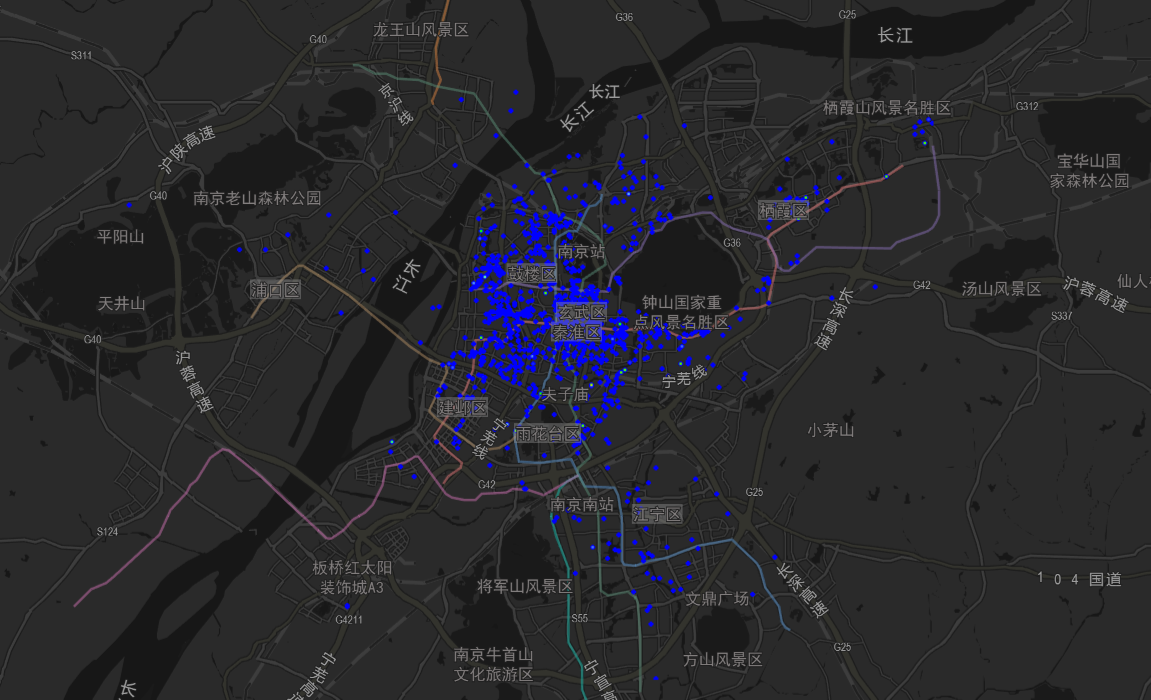 龙王山风景区
G36
G25
长江
G40
S311
京沪线
长江
长江
栖霞山风景名胜区
G312
沪陕高速
宝华山国
家森林公园
G40
南京老山森林公园
栖霞区
平阳山
G36
南京站
长江
鼓楼区
仙人
浦口区
钟山国家重
点风景名胜区
G42
汤山风景区
沪蓉高速
天井山
玄武区
长深高速
S337
秦淮区
G40
沪蓉高速
宁芜线
夫子庙
建邺区
小茅山
宁芜线
雨花台区
G42
G25
南京南站
江宁区
S124
板桥红太阳
装饰城A3
将军山风景区
长深高速
104国道
文鼎广场
G4211
S55
G25
南京牛首山
文化旅游区
方山风景区
宁芜高速
宁宣高
长